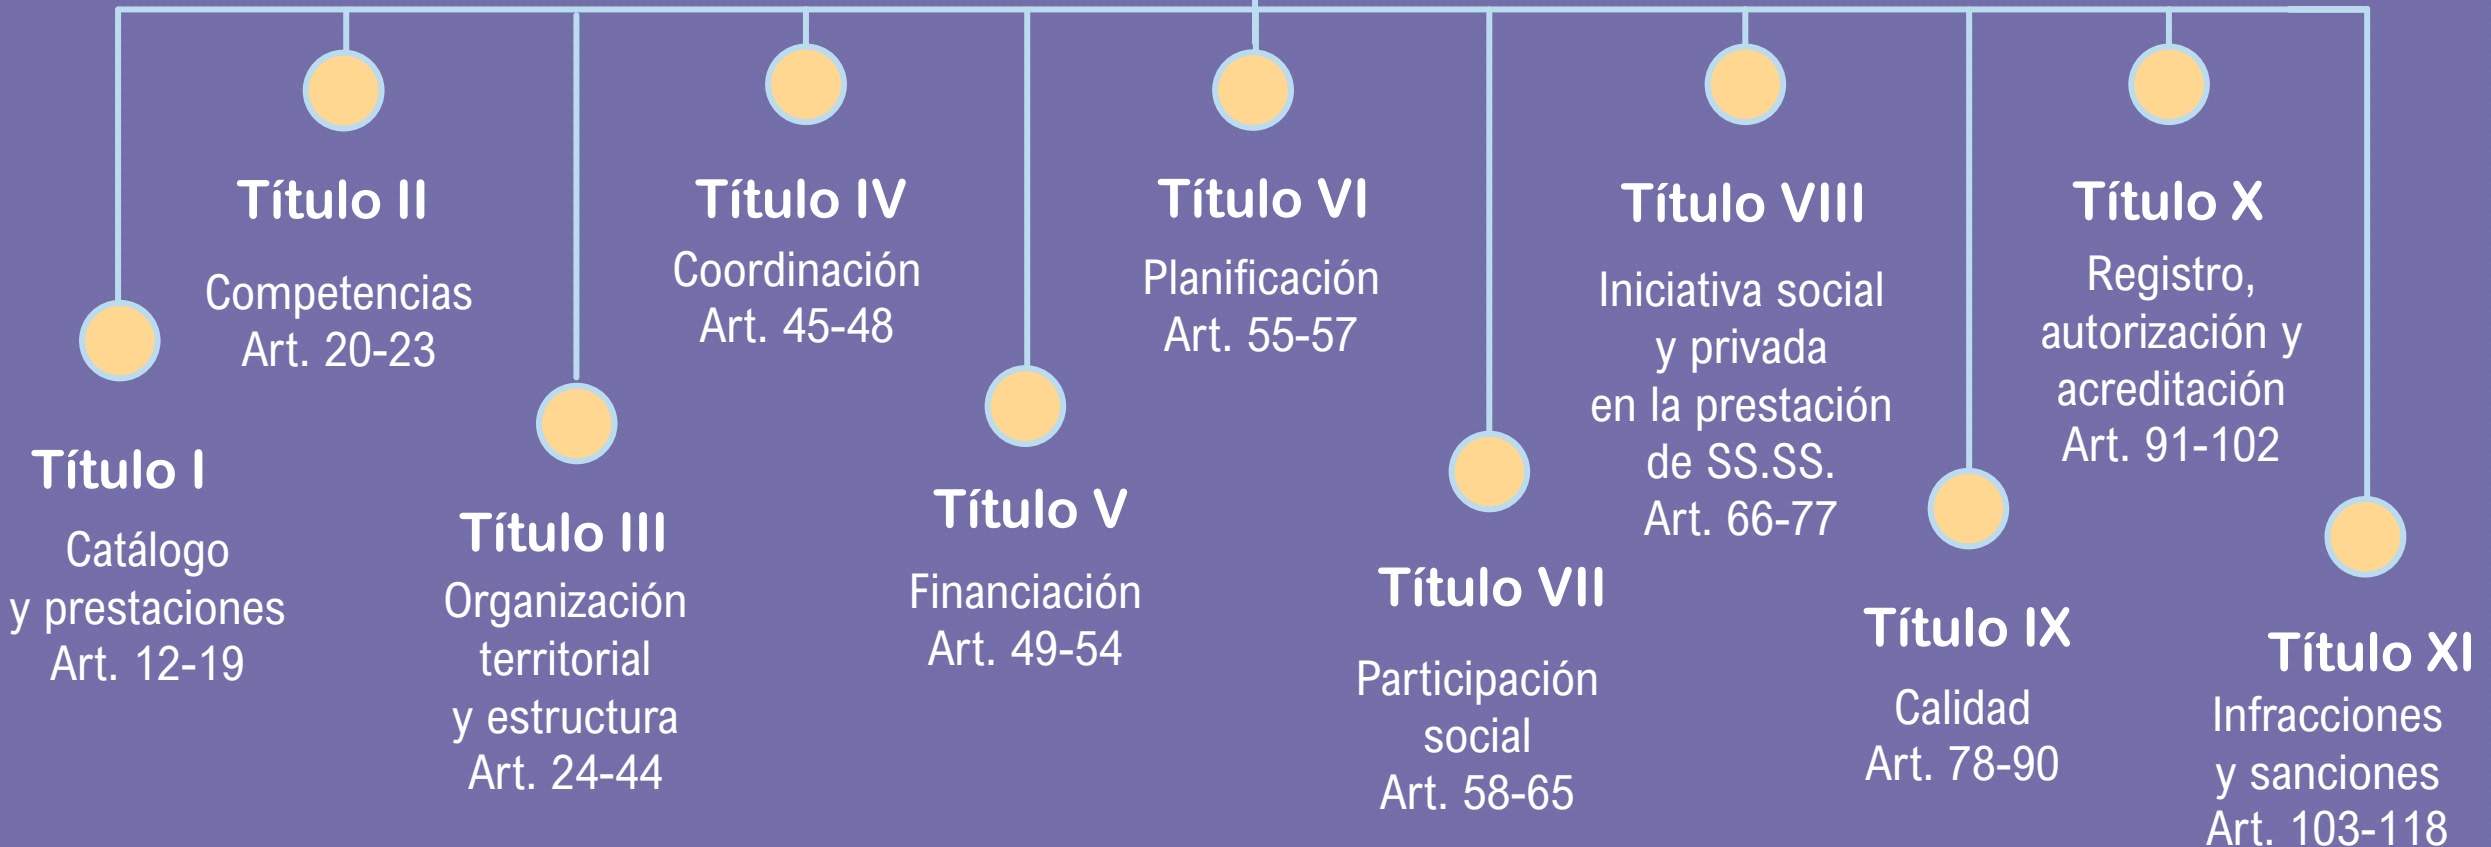 Título I
Catálogo
y prestaciones
Art. 12-19
Título II
Competencias
Art. 20-23
Título III
Organización
territorial
y estructura
Art. 24-44
Título IV
Coordinación
Art. 45-48
Título V
Financiación
Art. 49-54
Título VI
Planificación
Art. 55-57
Título VII
Participación
social
Art. 58-65
Título VIII
Iniciativa social
y privada
en la prestación
de SS.SS.
Art. 66-77
Título IX
Calidad
Art. 78-90
Título X
Registro,
autorización y
acreditación
Art. 91-102
Título XI
Infracciones
y sanciones
Art. 103-118